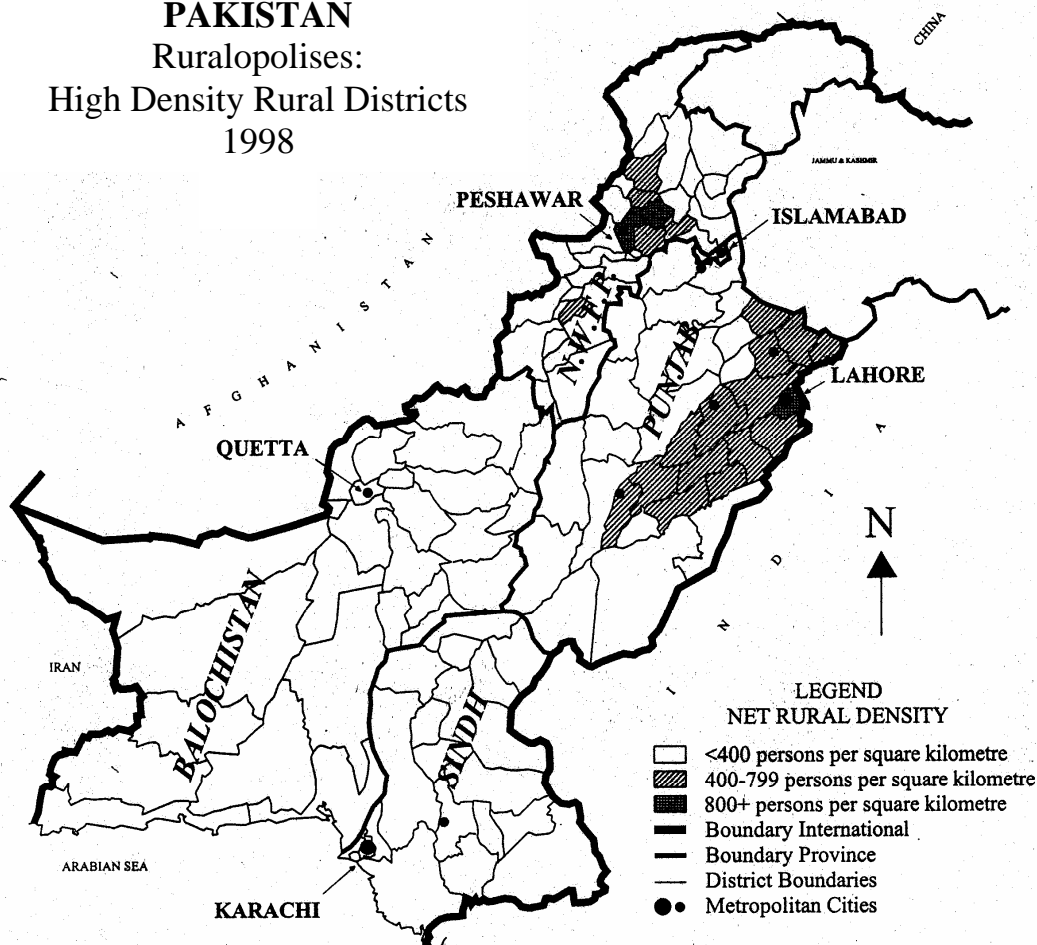 PAKISTAN
Ruralopolises:
High Density Rural Districts
1998
CHINA
JAMMU & KASHMIR
PESHAWAR
ISLAMABAD
AFGHANISTAN
N.W.F.P.
PUNJAB
LAHORE
QUETTA
INDIA
N
BALOCHISTAN
IRAN
SINDH
ARABIAN SEA
KARACHI
LEGEND
NET RURAL DENSITY
<400 persons per square kilometre
400-799 persons per square kilometre
800+ persons per square kilometre
Boundary International
Boundary Province
District Boundaries
Metropolitan Cities